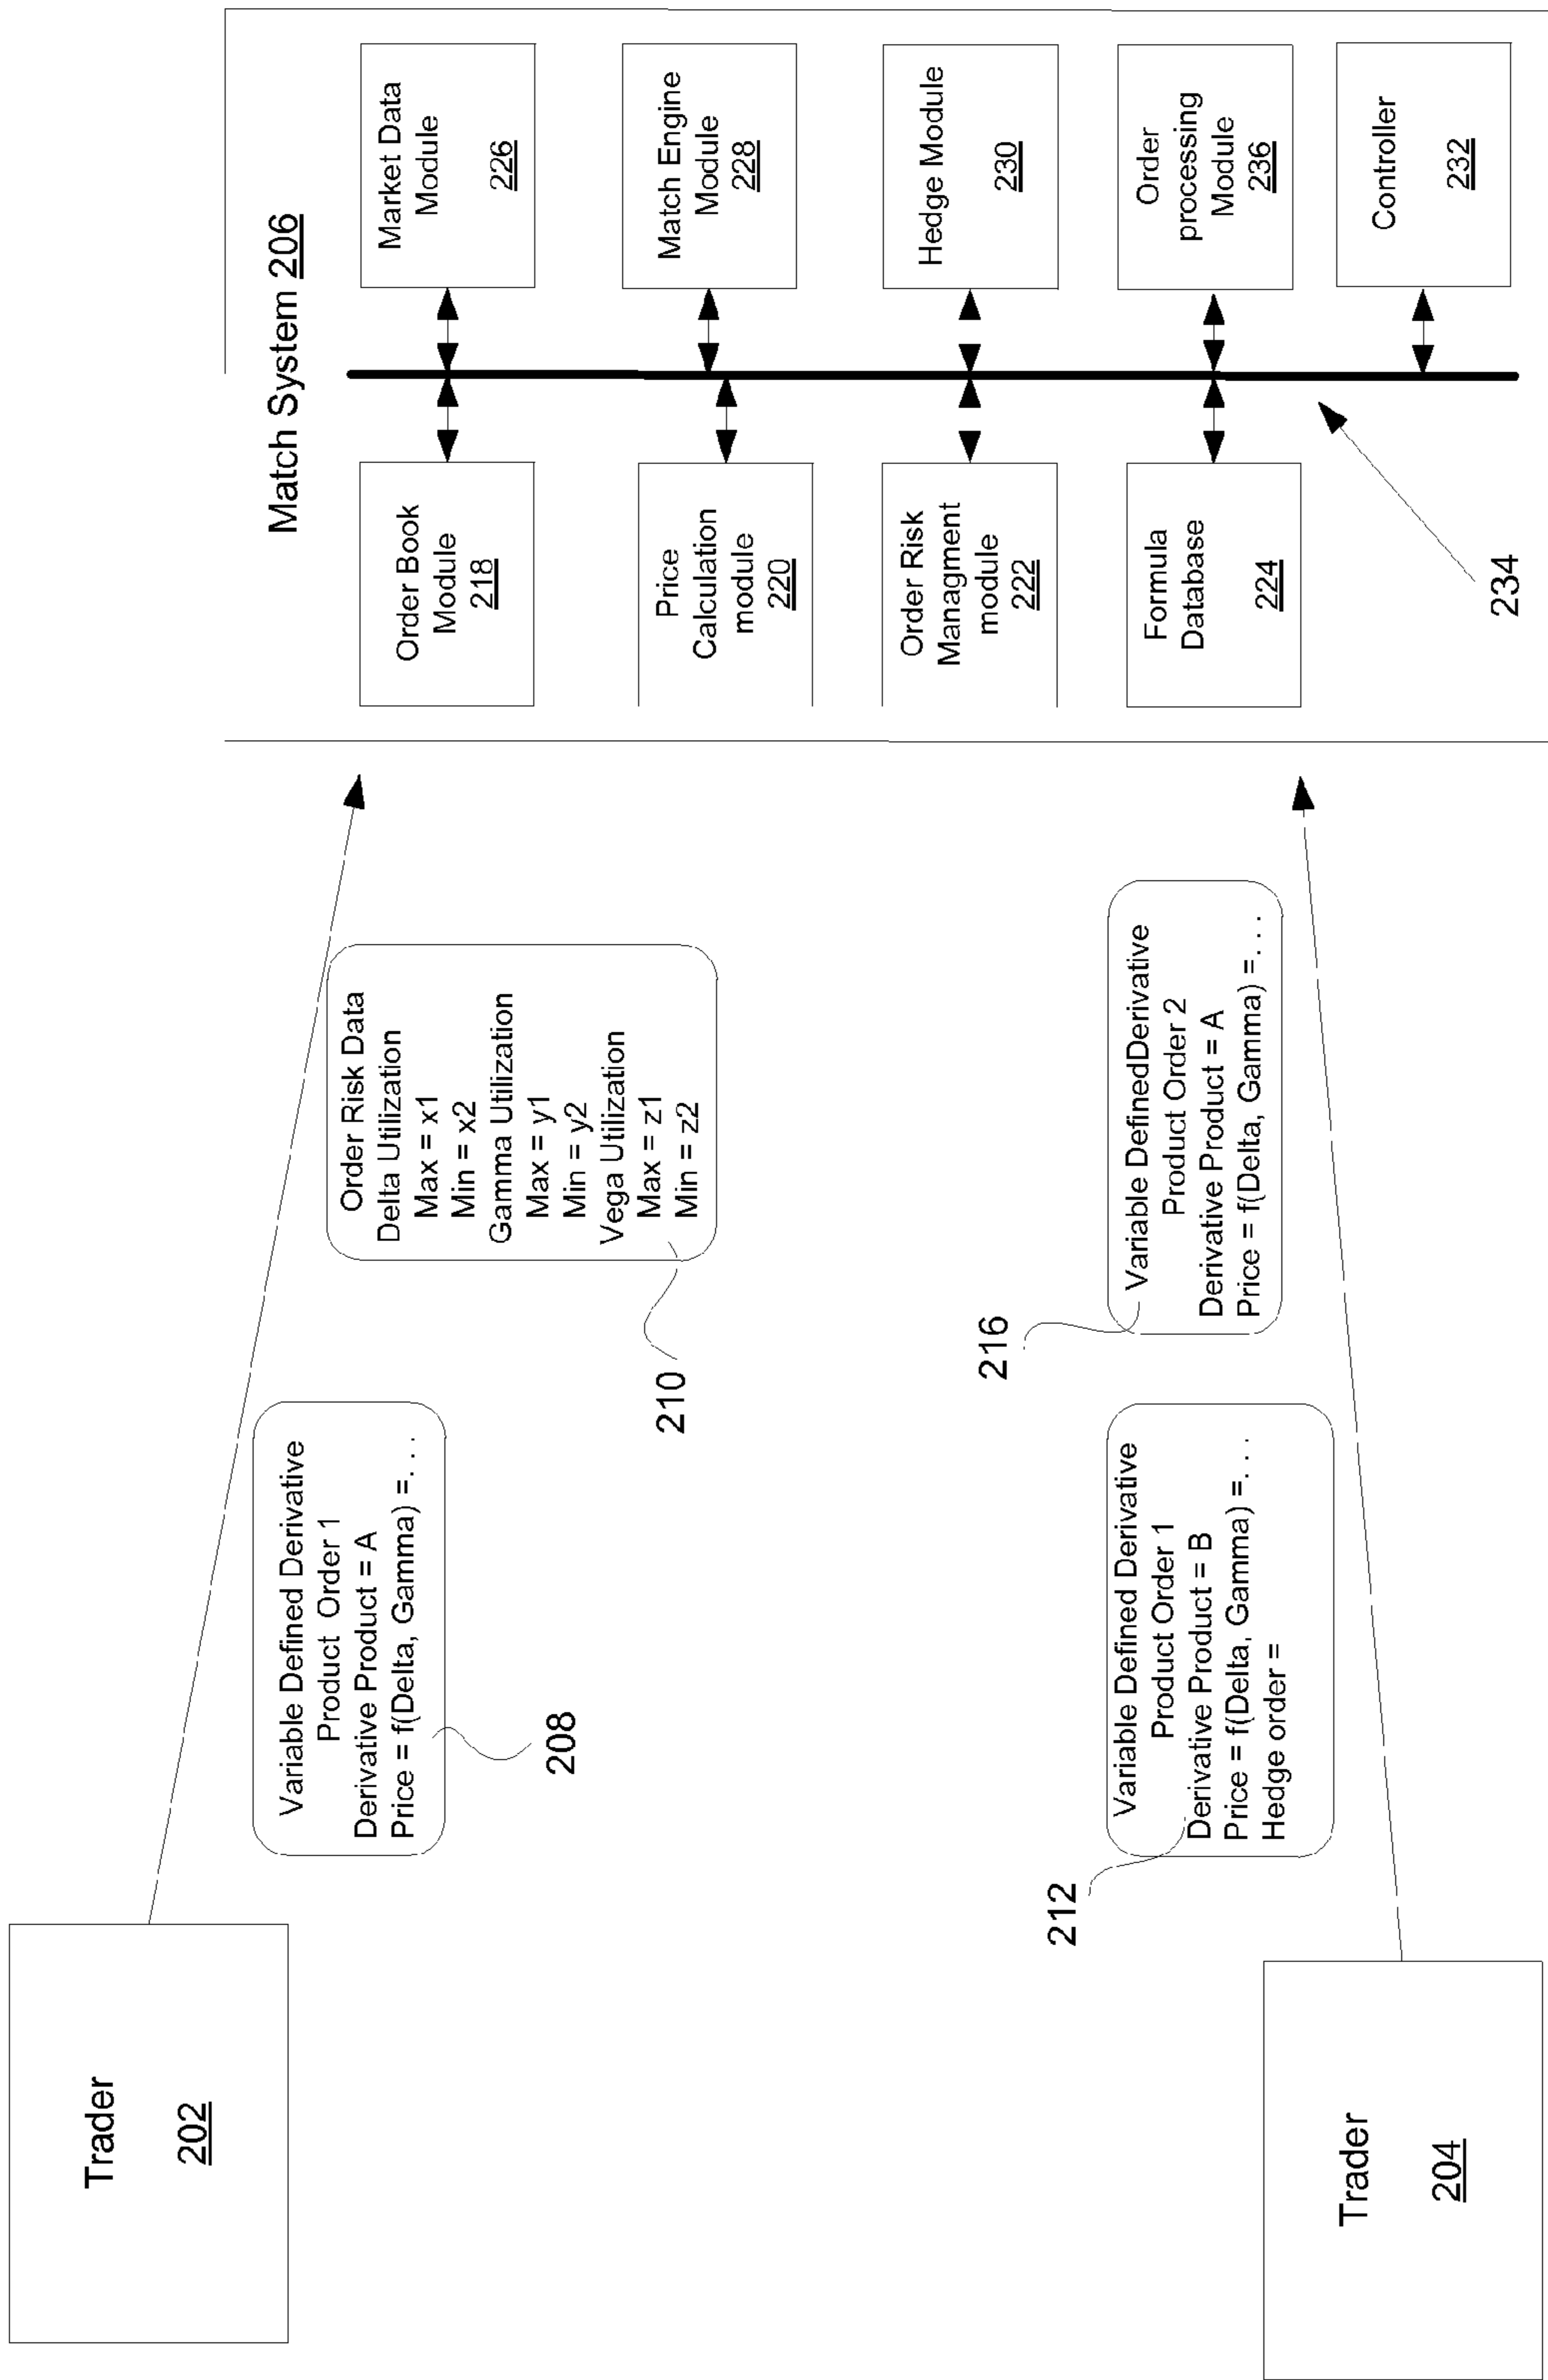 Trader
202
Variable Defined Derivative
Product Order 1
Derivative Product = A
Price = f(Delta, Gamma) =. . .
208
Order Risk Data
Delta Utilization
Max = x1
Min = x2
Gamma Utilization
Max = y1
Min = y2
Vega Utilization
Max = z1
Min = z2
210
Trader
204
Variable Defined Derivative
Product Order 1
Derivative Product = B
Price = f(Delta, Gamma) =. . .
Hedge order =
212
Variable DefinedDerivative
Product Order 2
Derivative Product = A
Price = f(Delta, Gamma) =. . .
216
Match System 206
Order Book
Module
218
Market Data
Module
226
Price
Calculation
module
220
Match Engine
Module
228
Order Risk
Managment
module
222
Hedge Module
230
Formula
Database
224
Order
processing
Module
236
Controller
232
234